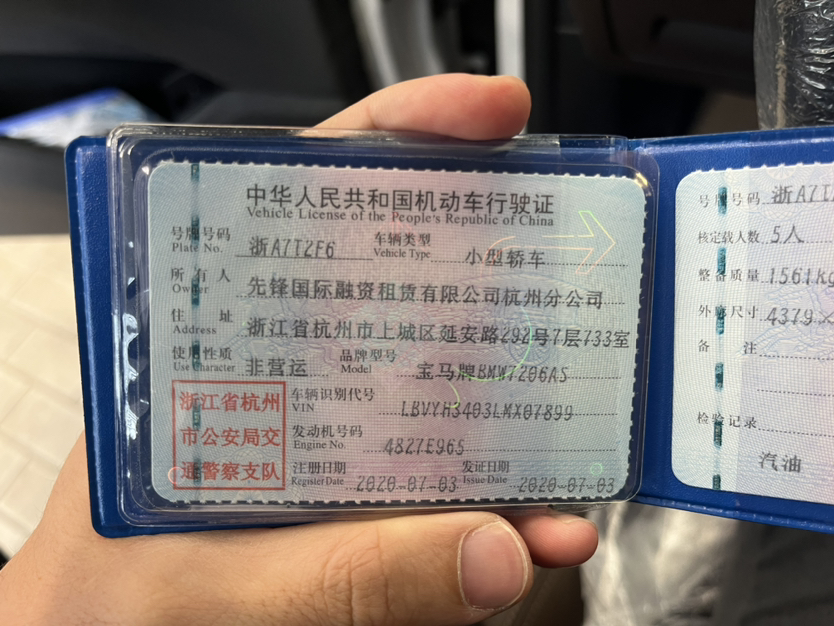 中华人民共和国机动车行驶证
Vehicle License of the People's Republic of China
号牌号码 浙A7TZF6 车辆类型 小型轿车
Plate No. Vehicle Type
所有人 先锋国际融资租赁有限公司杭州分公司
Owner
住址 浙江省杭州市上城区延安路292号7层733室
Address
使用性质 非营运 品牌型号 宝马牌BMW7206AS
Use Character Model
浙江省杭州
市公安局交
通警察支队
车辆识别代号 LBVYH3403LMX07899
VIN
发动机号码 4827E965
Engine No.
注册日期 2020-07-03 发证日期 2020-07-03
Register Date Issue Date
号牌号码 浙A7T
核定载人数 5人
整备质量 1561kg
外廓尺寸 4379×
备注
检验记录
汽油